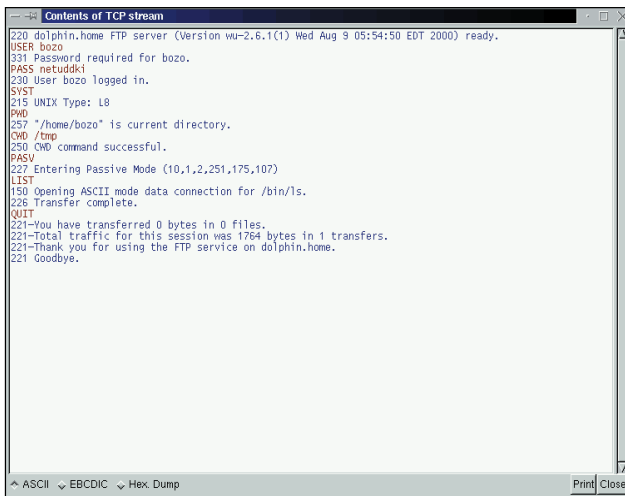 Contents of TCP stream
220 dolphin.home FTP server (Version wu-2.6.1(1) Wed Aug 9 05:54:50 EDT 2000) ready.
USER bozo
331 Password required for bozo.
PASS netuddki
230 User bozo logged in.
SYST
215 UNIX Type: L8
PWD
257 "/home/bozo" is current directory.
CWD /tmp
250 CWD command successful.
PASV
227 Entering Passive Mode (10,1,2,251,175,107)
LIST
150 Opening ASCII mode data connection for /bin/ls.
226 Transfer complete.
QUIT
221-You have transferred 0 bytes in 0 files.
221-Total traffic for this session was 1764 bytes in 1 transfers.
221-Thank you for using the FTP service on dolphin.home.
221 Goodbye.
ASCII EBCDIC Hex. Dump Print Close